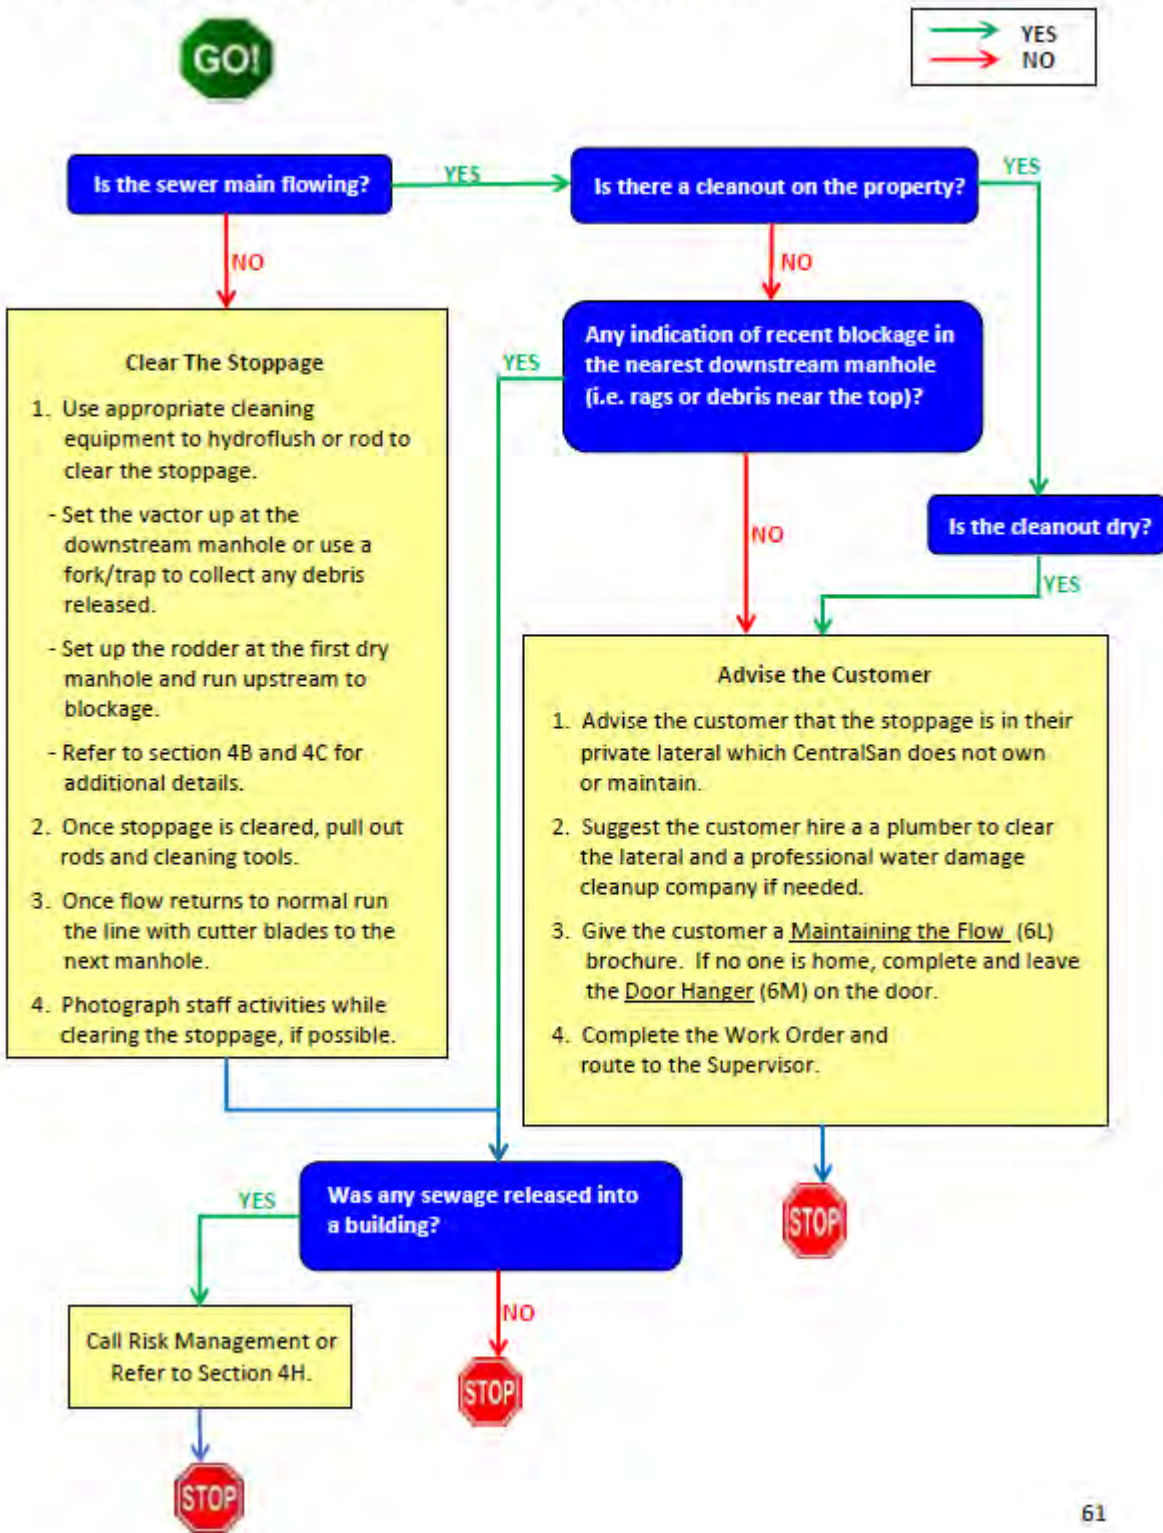 GO!
YES
NO
Is the sewer main flowing?
YES
Is there a cleanout on the property?
YES
NO
NO
Any indication of recent blockage in
the nearest downstream manhole
(i.e. rags or debris near the top)?
YES
NO
Is the cleanout dry?
YES
Clear The Stoppage
1. Use appropriate cleaning
equipment to hydroflush or rod to
clear the stoppage.
- Set the vactor up at the
downstream manhole or use a
fork/trap to collect any debris
released.
- Set up the rodder at the first dry
manhole and run upstream to
blockage.
- Refer to section 4B and 4C for
additional details.
2. Once stoppage is cleared, pull out
rods and cleaning tools.
3. Once flow returns to normal run
the line with cutter blades to the
next manhole.
4. Photograph staff activities while
clearing the stoppage, if possible.
Advise the Customer
1. Advise the customer that the stoppage is in their
private lateral which CentralSan does not own
or maintain.
2. Suggest the customer hire a a plumber to clear
the lateral and a professional water damage
cleanup company if needed.
3. Give the customer a Maintaining the Flow (6L)
brochure. If no one is home, complete and leave
the Door Hanger (6M) on the door.
4. Complete the Work Order and
route to the Supervisor.
STOP
Was any sewage released into
a building?
YES
NO
Call Risk Management or
Refer to Section 4H.
STOP
STOP
61